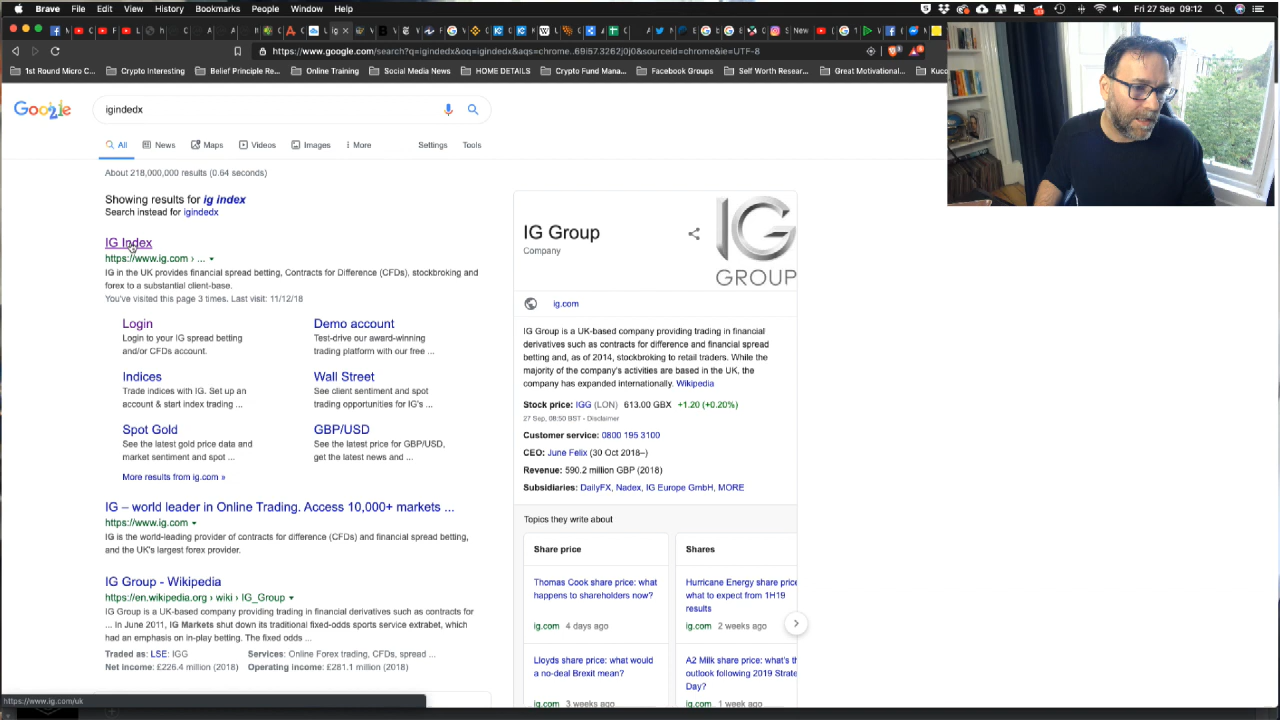 Brave File Edit View History Bookmarks People Window Help Fri 27 Sep 09:12
https://www.google.com/search?q=igindedx&oq=igindedx&aqs=chrome..69i57.3262j0j0&sourceid=chrome&ie=UTF-8
1st Round Micro C... Crypto Interesting Belief Principle Re... Online Training Social Media News HOME DETAILS Crypto Fund Mana... Facebook Groups Self Worth Resear... Great Motivational...
Google igindedx
All News Maps Videos Images More Settings Tools
About 218,000,000 results (0.64 seconds)
Showing results for ig index
Search instead for igindedx
IG Index
https://www.ig.com › ...
IG in the UK provides financial spread betting, Contracts for Difference (CFDs), stockbroking and
forex to a substantial client-base.
You've visited this page 3 times. Last visit: 11/12/18
Login
Login to your IG spread betting
and/or CFDs account.
Demo account
Test-drive our award-winning
trading platform with our free ...
Indices
Trade indices with IG. Set up an
account & start index trading ...
Wall Street
See client sentiment and spot
trading opportunities for IG's ...
Spot Gold
See the latest gold price data and
market sentiment and spot ...
GBP/USD
See the latest price for GBP/USD,
get the latest news and ...
More results from ig.com »
IG – world leader in Online Trading. Access 10,000+ markets ...
https://www.ig.com
IG is the world-leading provider of contracts for difference (CFDs) and financial spread betting,
and the UK's largest forex provider.
IG Group - Wikipedia
https://en.wikipedia.org › wiki › IG_Group
IG Group is a UK-based company providing trading in financial derivatives such as contracts for
... In June 2011, IG Markets shut down its traditional fixed-odds sports service extrabet, which
had an emphasis on in-play betting. The fixed odds ...
Traded as: LSE: IGG Services: Online Forex trading, CFDs, spread ...
Net income: £226.4 million (2018) Operating income: £281.1 million (2018)
IG Group
Company
IG
GROUP
ig.com
IG Group is a UK-based company providing trading in financial
derivatives such as contracts for difference and financial spread
betting and, as of 2014, stockbroking to retail traders. While the
majority of the company's activities are based in the UK, the
company has expanded internationally. Wikipedia
Stock price: IGG (LON) 613.00 GBX +1.20 (+0.20%)
27 Sep, 08:50 BST - Disclaimer
Customer service: 0800 195 3100
CEO: June Felix (30 Oct 2018–)
Revenue: 590.2 million GBP (2018)
Subsidiaries: DailyFX, Nadex, IG Europe GmbH, MORE
Topics they write about
Share price
Thomas Cook share price: what
happens to shareholders now?
ig.com 4 days ago
Lloyds share price: what would
a no-deal Brexit mean?
ig.com 3 weeks ago
Shares
Hurricane Energy share price
what to expect from 1H19
results
ig.com 2 weeks ago
A2 Milk share price: what's th
outlook following 2019 Strate
Day?
ig.com 1 week ago
https://www.ig.com/uk